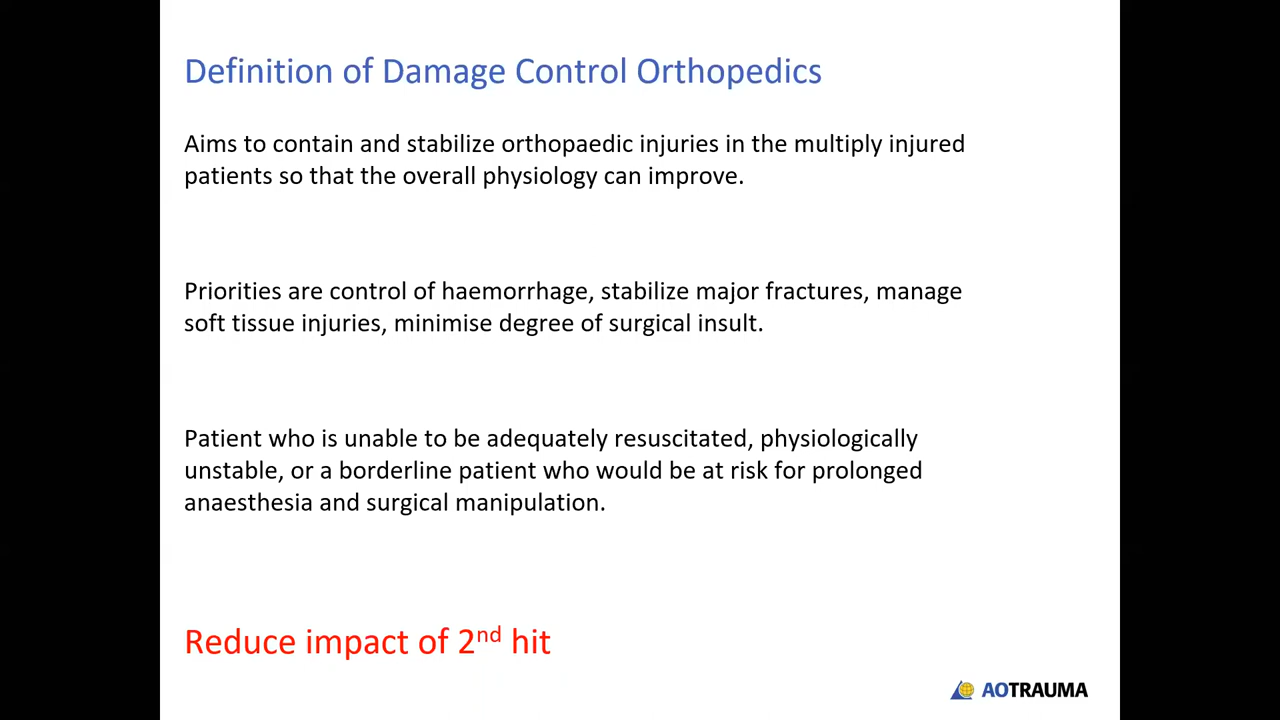 Definition of Damage Control Orthopedics
Aims to contain and stabilize orthopaedic injuries in the multiply injured
patients so that the overall physiology can improve.
Priorities are control of haemorrhage, stabilize major fractures, manage
soft tissue injuries, minimise degree of surgical insult.
Patient who is unable to be adequately resuscitated, physiologically
unstable, or a borderline patient who would be at risk for prolonged
anaesthesia and surgical manipulation.
Reduce impact of 2nd hit
AOTRAUMA